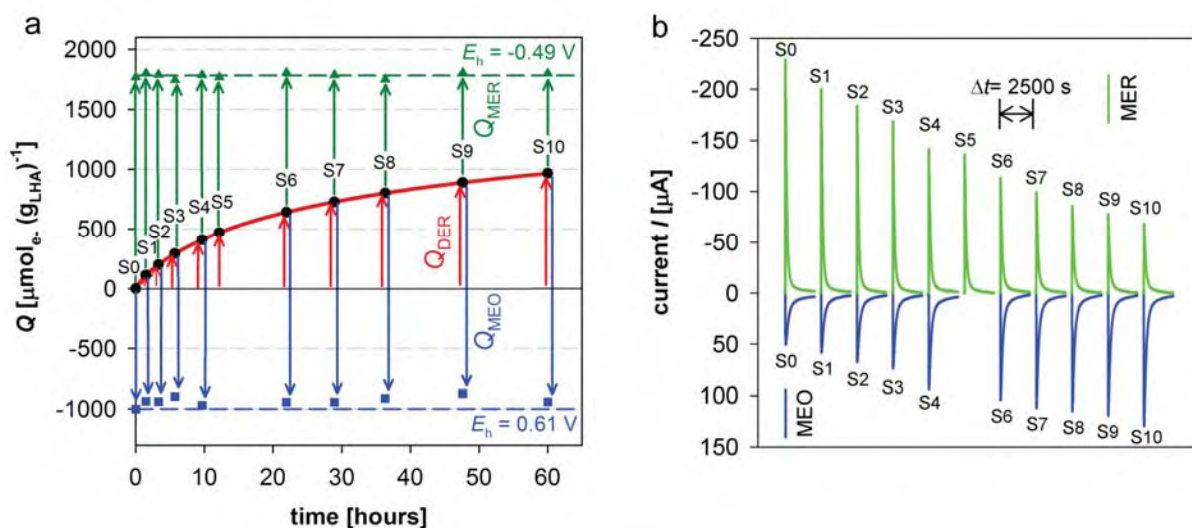 a
Q [μmol e- (gLHA)-1
2000
1500
1000
500
0
-500
-1000
Eh = -0.49 V
QMER
S0
S1
S2
S3
S4
S5
S6
S7
S8
S9
S10
QDER
QMEO
Eh = 0.61 V
0
10
20
30
40
50
60
time [hours]
b
current I [μA]
-250
-200
-150
-100
-50
0
50
100
150
S0
S1
S2
S3
S4
S5
S6
S7
S8
S9
S10
Δt= 2500 s
MER
S0
S1
S2
S3
S4
S6
S7
S8
S9
S10
MEO